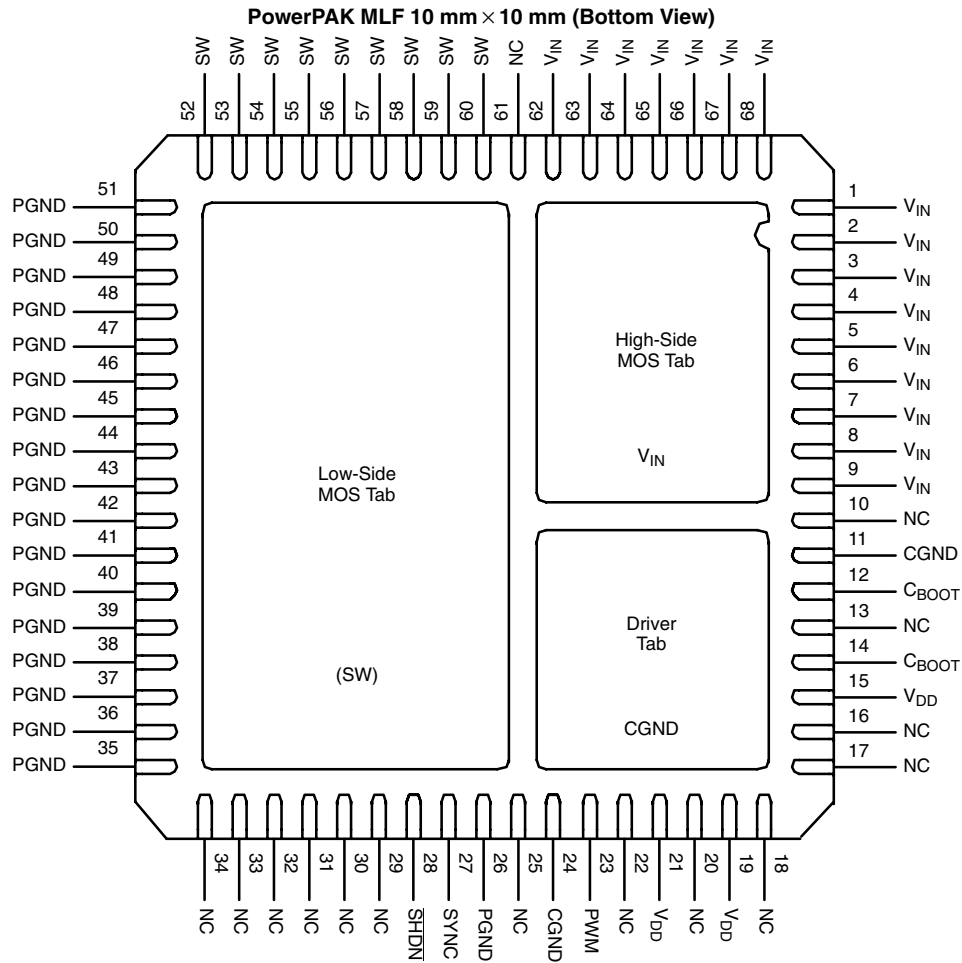 PowerPAK MLF 10 mm × 10 mm (Bottom View)
SW SW SW SW SW SW SW SW SW NC V_IN V_IN V_IN V_IN V_IN V_IN V_IN
52 53 54 55 56 57 58 59 60 61 62 63 64 65 66 67 68
PGND 51
PGND 50
PGND 49
PGND 48
PGND 47
PGND 46
PGND 45
PGND 44
PGND 43
PGND 42
PGND 41
PGND 40
PGND 39
PGND 38
PGND 37
PGND 36
PGND 35
Low-Side
MOS Tab
(SW)
High-Side
MOS Tab
V_IN
Driver
Tab
CGND
1 V_IN
2 V_IN
3 V_IN
4 V_IN
5 V_IN
6 V_IN
7 V_IN
8 V_IN
9 V_IN
10 NC
11 CGND
12 C_BOOT
13 NC
14 C_BOOT
15 V_DD
16 NC
17 NC
34 33 32 31 30 29 28 27 26 25 24 23 22 21 20 19 18
NC NC NC NC NC NC SHDN SYNC PGND NC CGND PWM NC V_DD NC V_DD NC